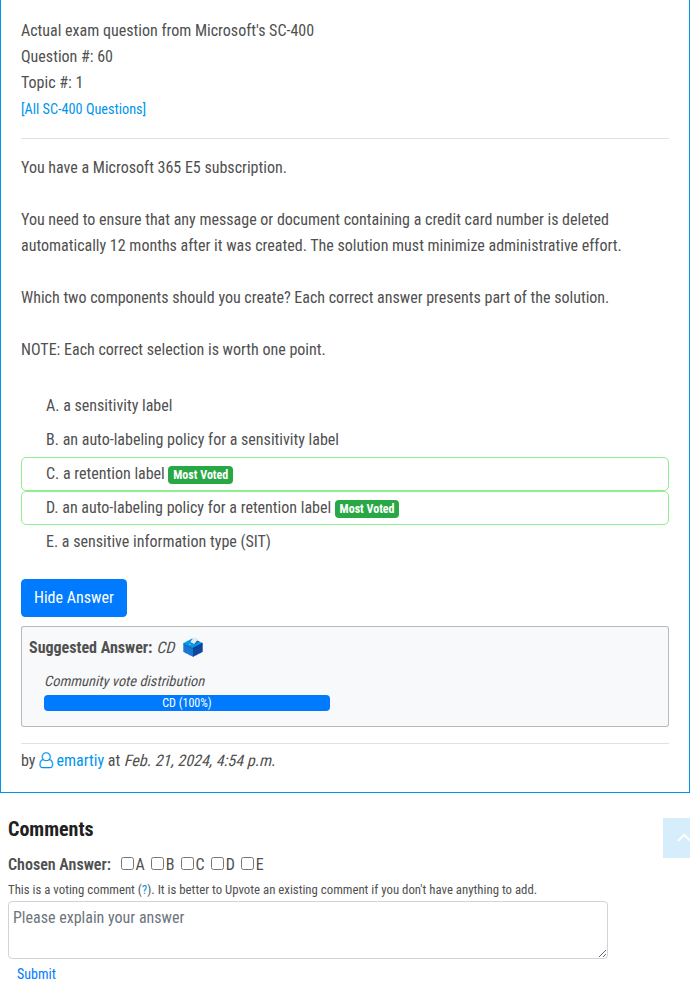 Actual exam question from Microsoft's SC-400
Question #: 60
Topic #: 1
[All SC-400 Questions]
You have a Microsoft 365 E5 subscription.
You need to ensure that any message or document containing a credit card number is deleted
automatically 12 months after it was created. The solution must minimize administrative effort.
Which two components should you create? Each correct answer presents part of the solution.
NOTE: Each correct selection is worth one point.
A. a sensitivity label
B. an auto-labeling policy for a sensitivity label
C. a retention label Most Voted
D. an auto-labeling policy for a retention label Most Voted
E. a sensitive information type (SIT)
Hide Answer
Suggested Answer: CD
Community vote distribution
CD (100%)
by emartiy at Feb. 21, 2024, 4:54 p.m.
Comments
Chosen Answer: A B C D E
This is a voting comment (?). It is better to Upvote an existing comment if you don't have anything to add.
Please explain your answer
Submit